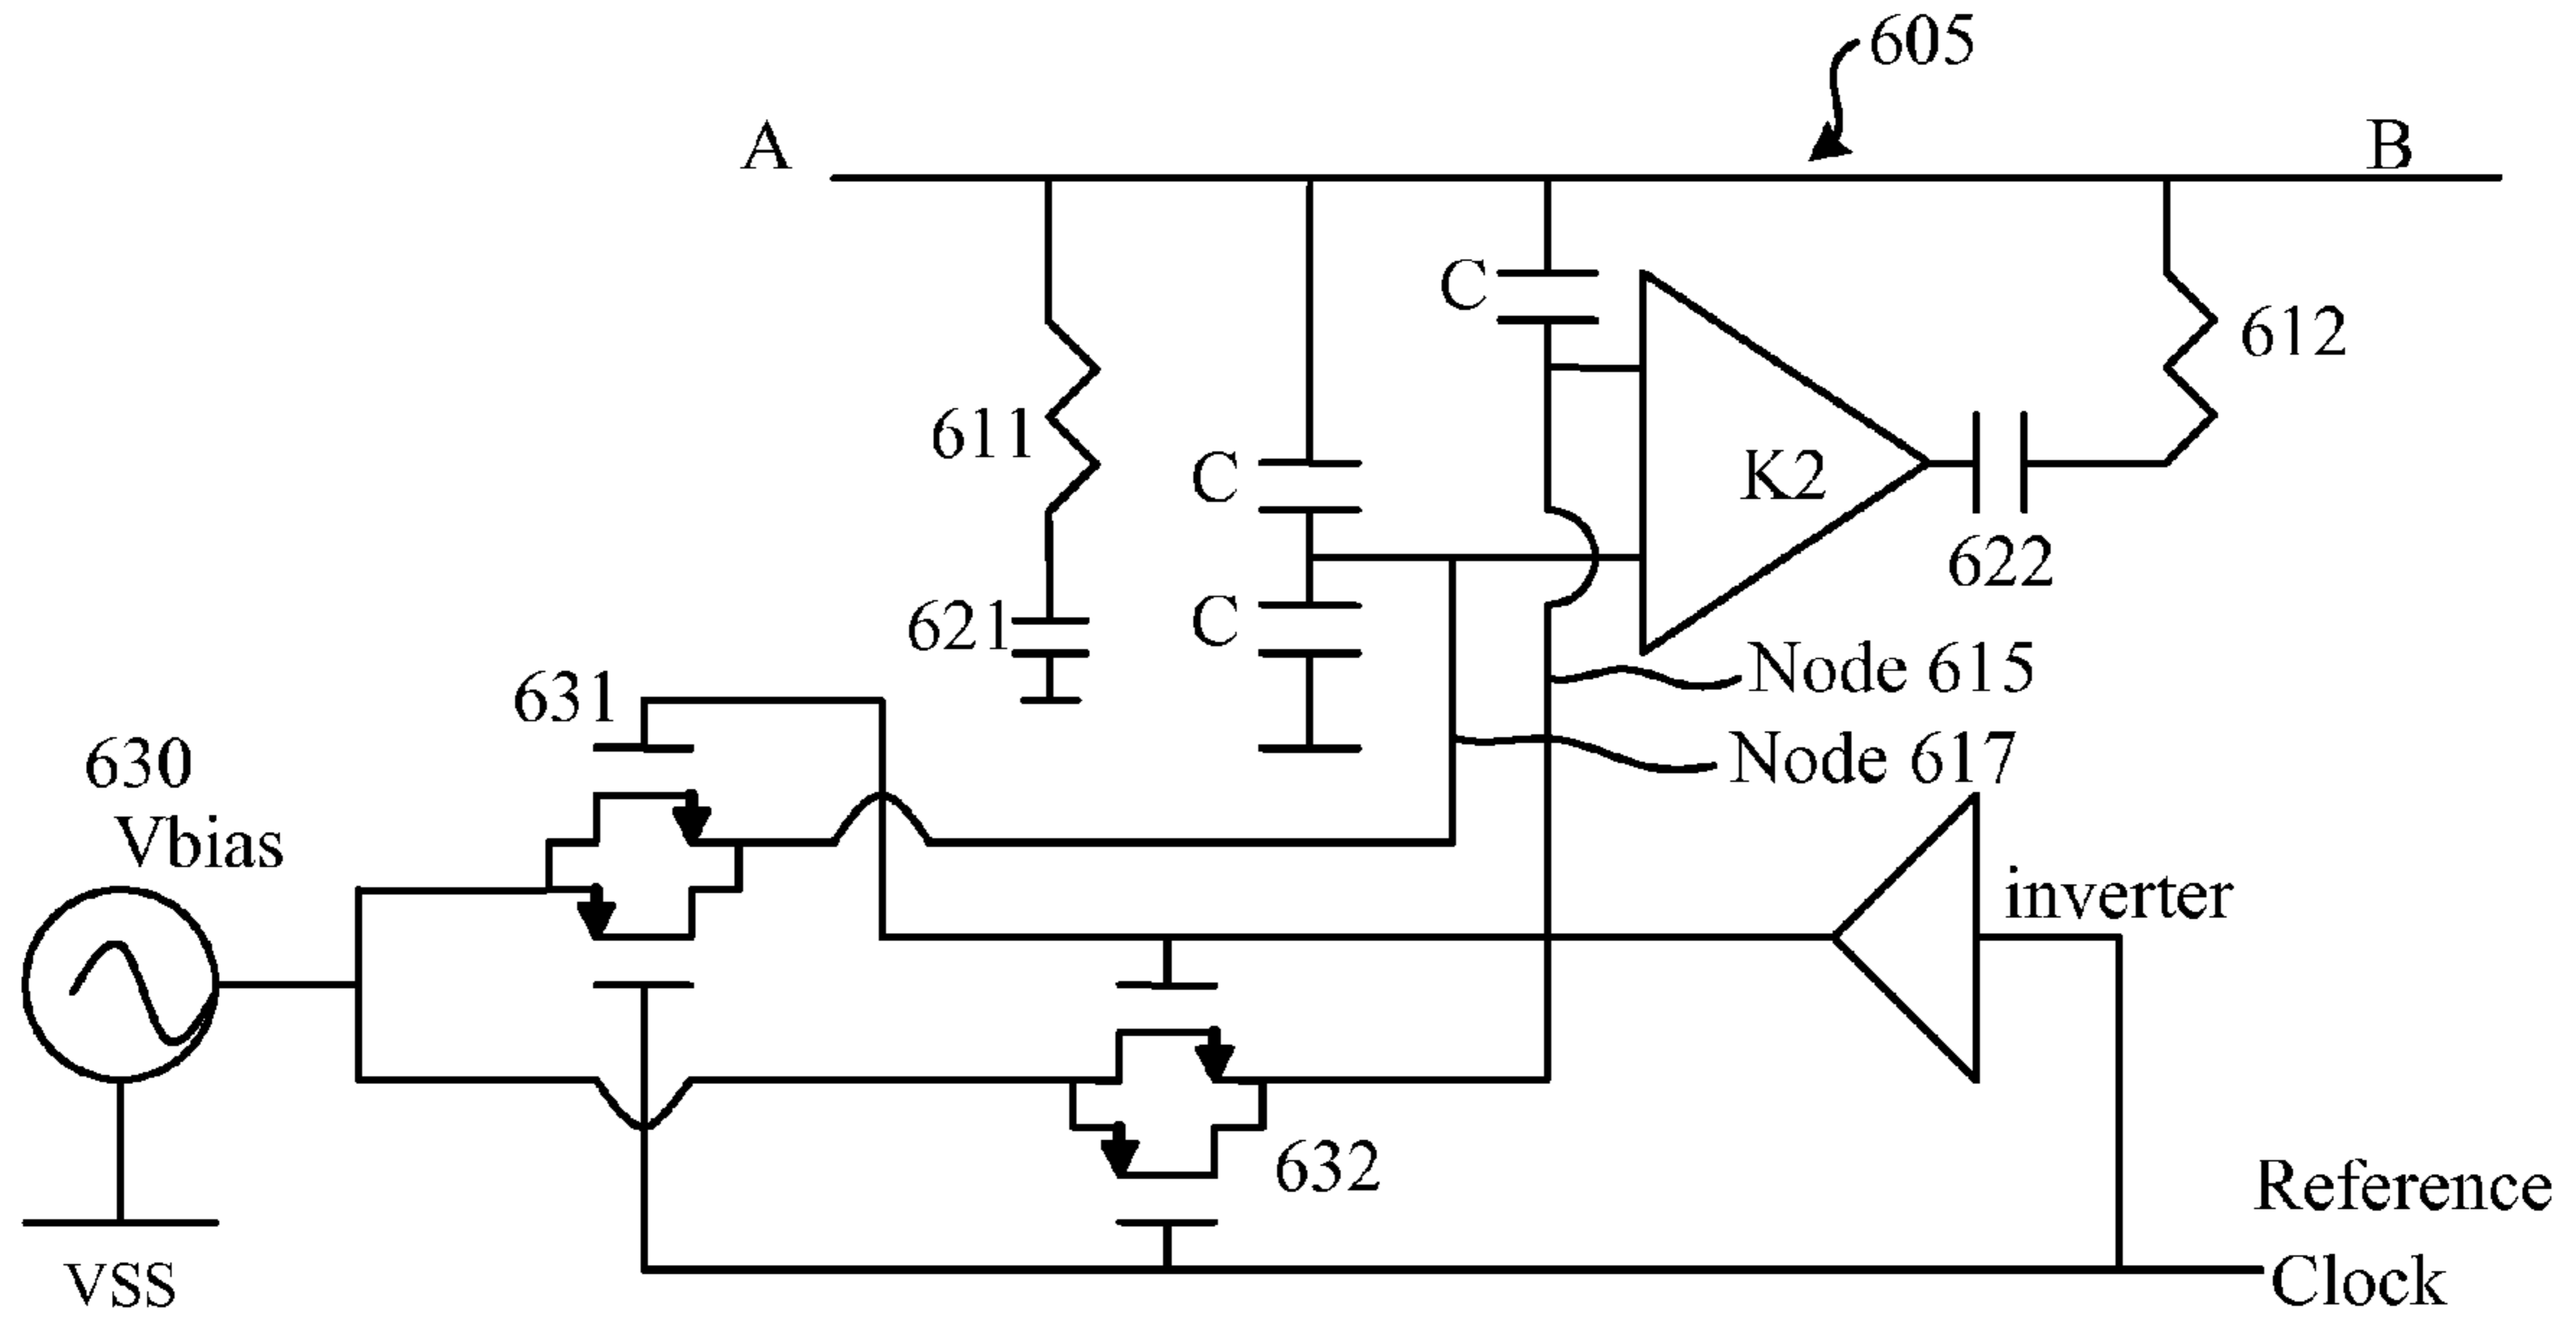 605
A
B
C
612
611
C
K2
622
621
C
Node 615
631
Node 617
630
Vbias
inverter
632
Reference
Clock
VSS